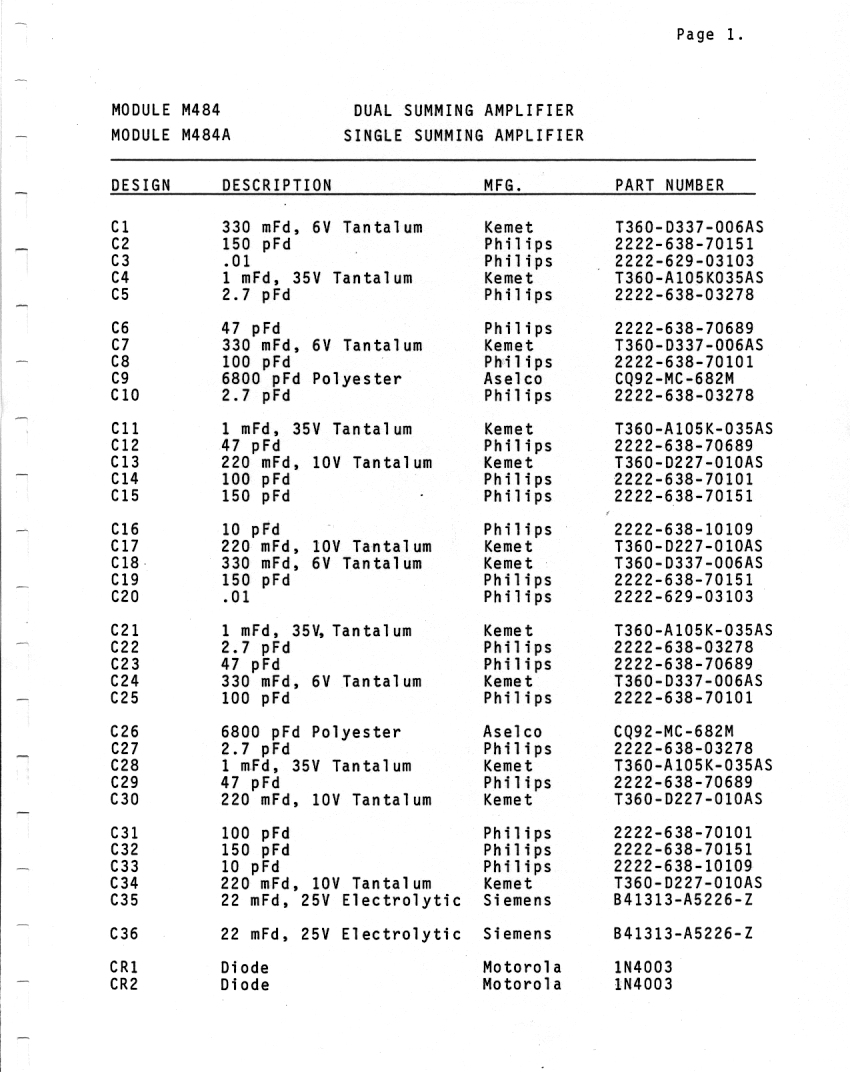 Page 1.
MODULE M484 DUAL SUMMING AMPLIFIER
MODULE M484A SINGLE SUMMING AMPLIFIER
DESIGN DESCRIPTION MFG. PART NUMBER
C1 330 mFd, 6V Tantalum Kemet T360-D337-006AS
C2 150 pFd Philips 2222-638-70151
C3 .01 Philips 2222-629-03103
C4 1 mFd, 35V Tantalum Kemet T360-A105K035AS
C5 2.7 pFd Philips 2222-638-03278
C6 47 pFd Philips 2222-638-70689
C7 330 mFd, 6V Tantalum Kemet T360-D337-006AS
C8 100 pFd Philips 2222-638-70101
C9 6800 pFd Polyester Aselco CQ92-MC-682M
C10 2.7 pFd Philips 2222-638-03278
C11 1 mFd, 35V Tantalum Kemet T360-A105K-035AS
C12 47 pFd Philips 2222-638-70689
C13 220 mFd, 10V Tantalum Kemet T360-D227-010AS
C14 100 pFd Philips 2222-638-70101
C15 150 pFd Philips 2222-638-70151
C16 10 pFd Philips 2222-638-10109
C17 220 mFd, 10V Tantalum Kemet T360-D227-010AS
C18 330 mFd, 6V Tantalum Kemet T360-D337-006AS
C19 150 pFd Philips 2222-638-70151
C20 .01 Philips 2222-629-03103
C21 1 mFd, 35V, Tantalum Kemet T360-A105K-035AS
C22 2.7 pFd Philips 2222-638-03278
C23 47 pFd Philips 2222-638-70689
C24 330 mFd, 6V Tantalum Kemet T360-D337-006AS
C25 100 pFd Philips 2222-638-70101
C26 6800 pFd Polyester Aselco CQ92-MC-682M
C27 2.7 pFd Philips 2222-638-03278
C28 1 mFd, 35V Tantalum Kemet T360-A105K-035AS
C29 47 pFd Philips 2222-638-70689
C30 220 mFd, 10V Tantalum Kemet T360-D227-010AS
C31 100 pFd Philips 2222-638-70101
C32 150 pFd Philips 2222-638-70151
C33 10 pFd Philips 2222-638-10109
C34 220 mFd, 10V Tantalum Kemet T360-D227-010AS
C35 22 mFd, 25V Electrolytic Siemens B41313-A5226-Z
C36 22 mFd, 25V Electrolytic Siemens B41313-A5226-Z
CR1 Diode Motorola 1N4003
CR2 Diode Motorola 1N4003